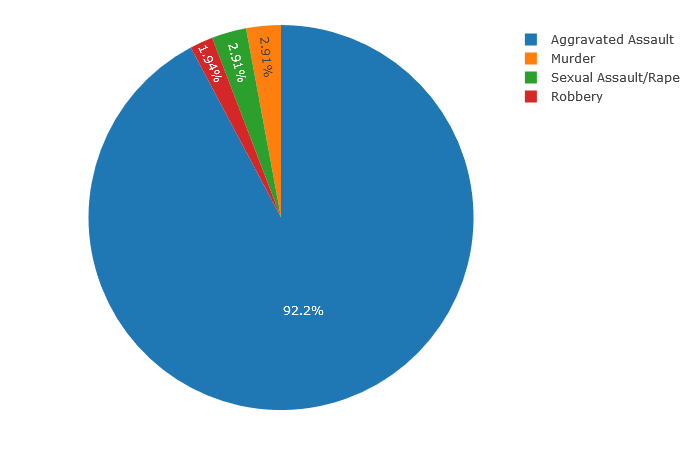 Aggravated Assault
Murder
Sexual Assault/Rape
Robbery
1.94%
2.91%
2.91%
92.2%